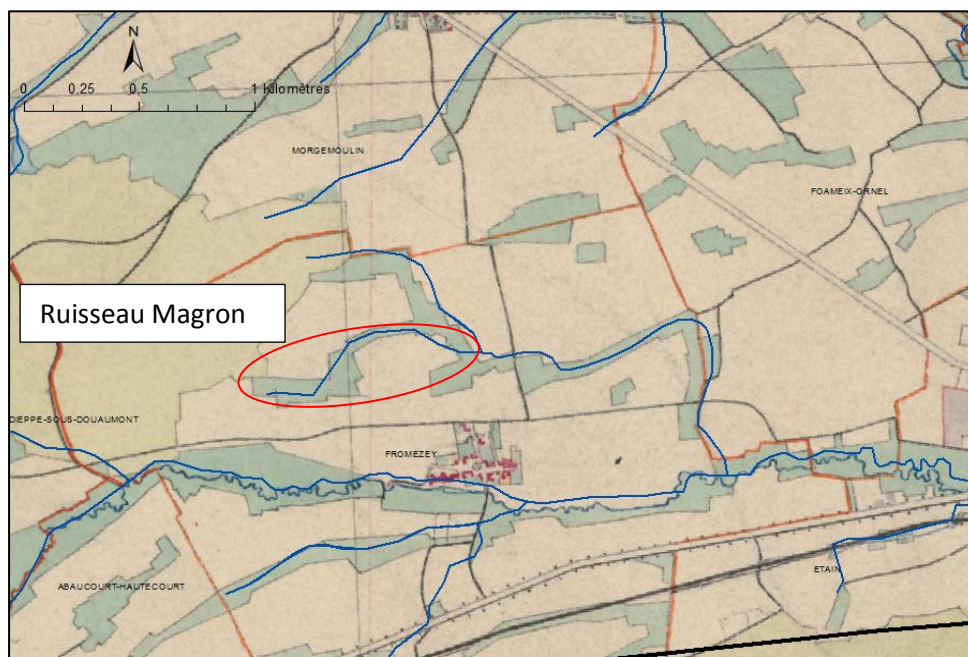 N
0 0,25 0,5 1 Kilomètres
MORGEMOULIN
FOAMEIX-ORNEL
Ruisseau Magron
DIEPPE-SOUS-DOUAUMONT
FROMEZEY
ETAIN
ABAUCOURT-HAUTECOURT